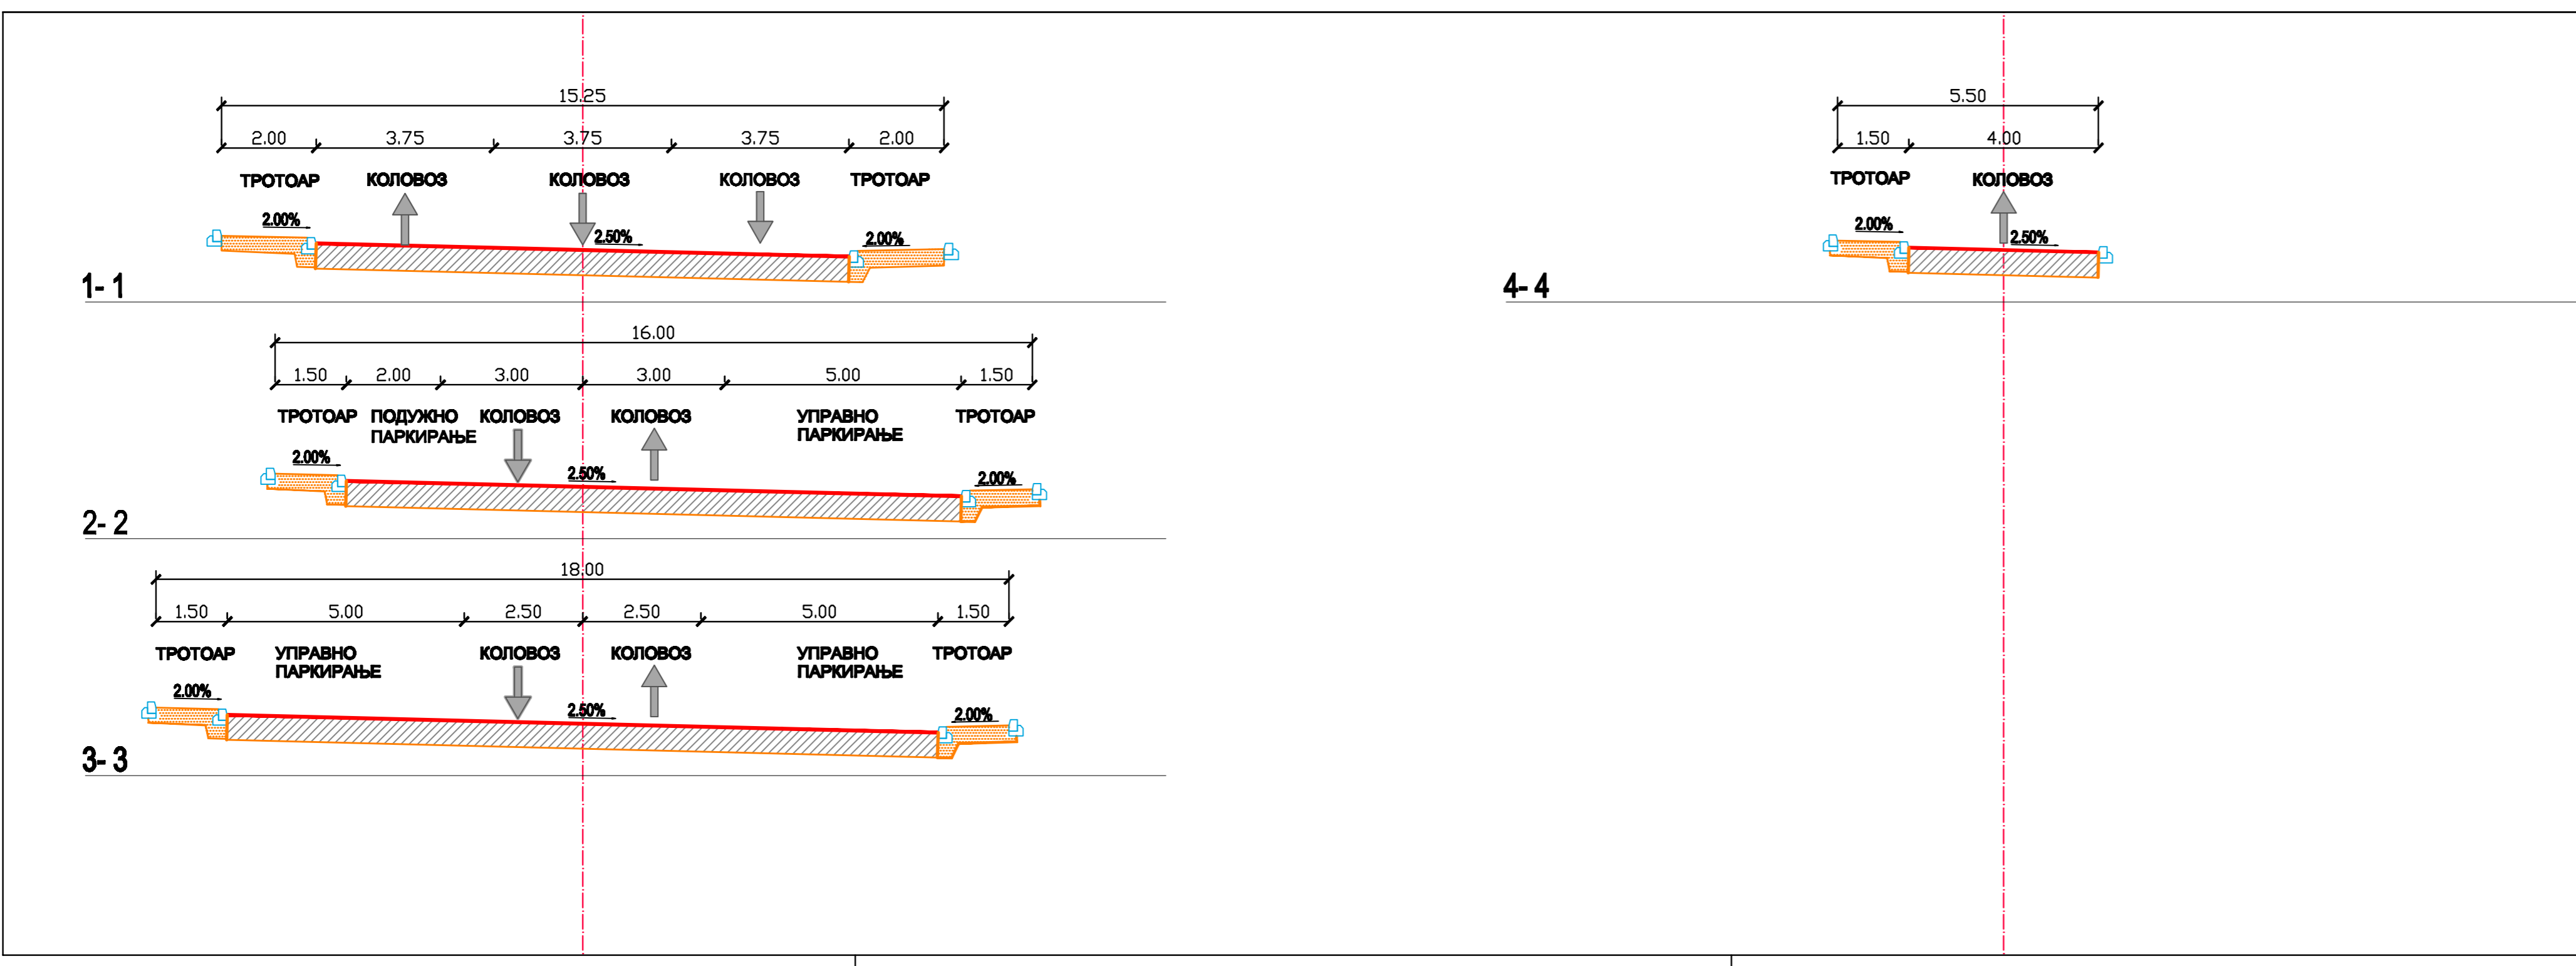 15.25
2.00 3.75 3.75 3.75 2.00
ТРОТОАР КОЛОВОЗ КОЛОВОЗ КОЛОВОЗ ТРОТОАР
2.00% 2.50% 2.00%
1- 1
16.00
1.50 2.00 3.00 3.00 5.00 1.50
ТРОТОАР ПОДУЖНО КОЛОВОЗ КОЛОВОЗ УПРАВНО ТРОТОАР
ПАРКИРАЊЕ ПАРКИРАЊЕ
2.00% 2.50% 2.00%
2- 2
18.00
1.50 5.00 2.50 2.50 5.00 1.50
ТРОТОАР УПРАВНО КОЛОВОЗ КОЛОВОЗ УПРАВНО ТРОТОАР
ПАРКИРАЊЕ ПАРКИРАЊЕ
2.00% 2.50% 2.00%
3- 3
5.50
1.50 4.00
ТРОТОАР КОЛОВОЗ
2.00% 2.50%
4- 4